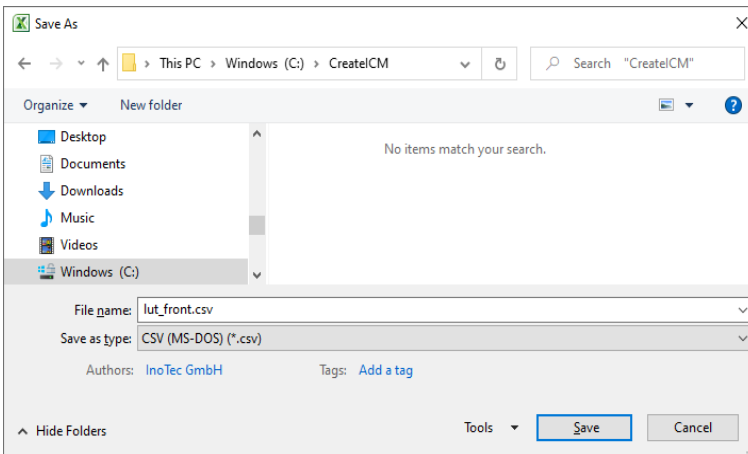 Save As
This PC > Windows (C:) > CreateICM
Search "CreateICM"
Organize
New folder
Desktop
Documents
Downloads
Music
Videos
Windows (C:)
No items match your search.
File name: lut_front.csv
Save as type: CSV (MS-DOS) (*.csv)
Authors: InoTec GmbH
Tags: Add a tag
Hide Folders
Tools
Save
Cancel